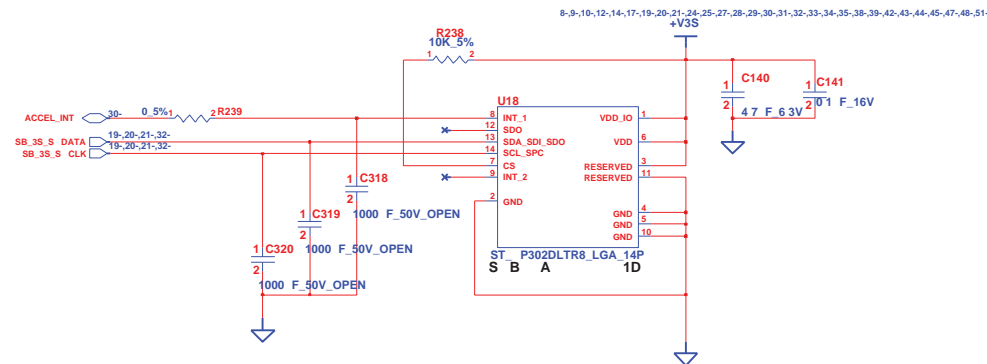 8-,9-,10-,12-,14-,17-,19-,20-,21-,24-,25-,27-,28-,29-,30-,31-,32-,33-,34-,35-,38-,39-,42-,43-,44-,45-,47-,48-,51-
+V3S
R238
10K_5%
1 2
C140
1
2
4 7 F_6 3V
C141
1
2
0 1 F_16V
U18
ACCEL_INT 30- 0_5% 1 2 R239
8 INT_1 VDD_IO 1
12 SDO
SB_3S_S DATA 19-,20-,21-,32-
13 SDA_SDI_SDO VDD 6
SB_3S_S CLK 19-,20-,21-,32-
14 SCL_SPC
7 CS RESERVED 3
9 INT_2 RESERVED 11
2 GND
GND 4
GND 5
GND 10
1 C318
2
1000 F_50V_OPEN
1 C319
2
1000 F_50V_OPEN
1 C320
2
1000 F_50V_OPEN
ST_ P302DLTR8_LGA_14P
S B A 1D